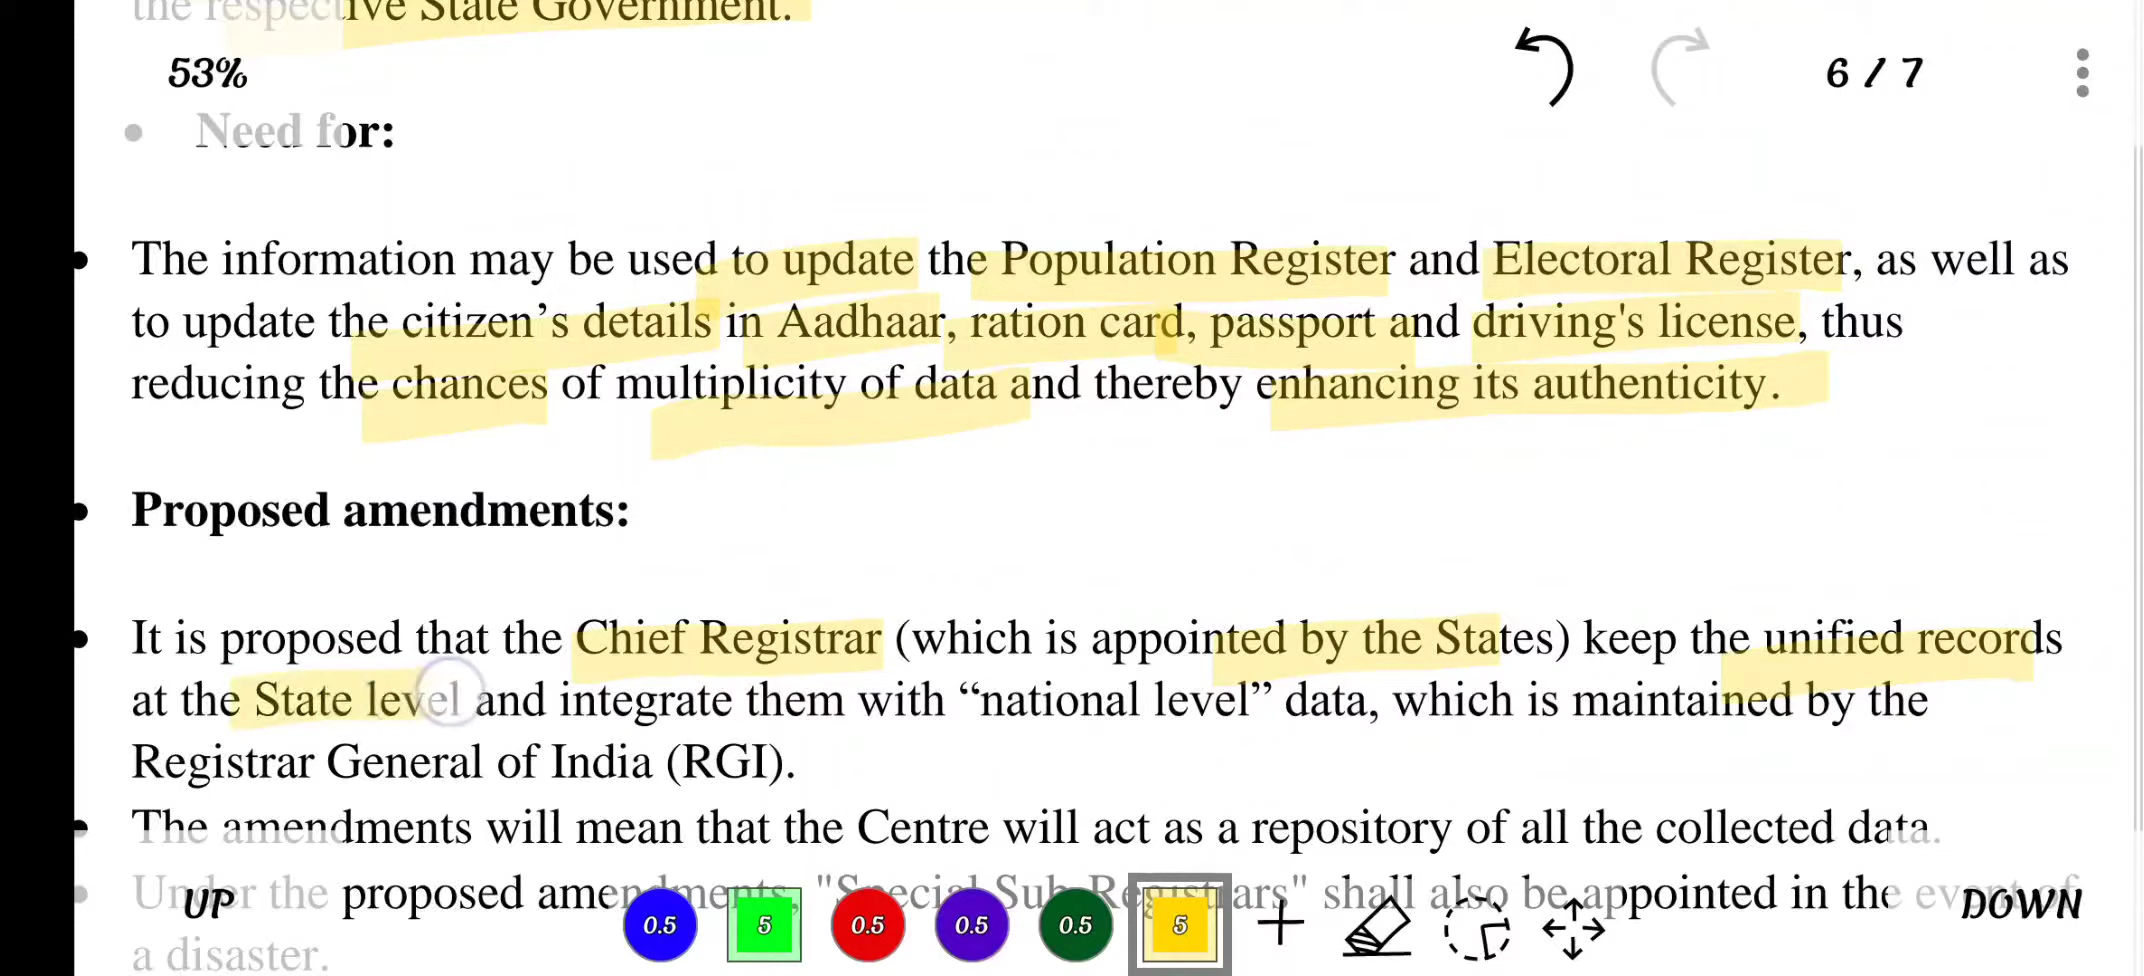 the respective State Government.
53%
6 / 7
• Need for:
• The information may be used to update the Population Register and Electoral Register, as well as
to update the citizen’s details in Aadhaar, ration card, passport and driving's license, thus
reducing the chances of multiplicity of data and thereby enhancing its authenticity.
• Proposed amendments:
• It is proposed that the Chief Registrar (which is appointed by the States) keep the unified records
at the State level and integrate them with “national level” data, which is maintained by the
Registrar General of India (RGI).
• The amendments will mean that the Centre will act as a repository of all the collected data.
• Under the proposed amendments, "Special Sub-Registrars" shall also be appointed in the event of
a disaster.
UP
0.5 5 0.5 0.5 0.5 5
DOWN